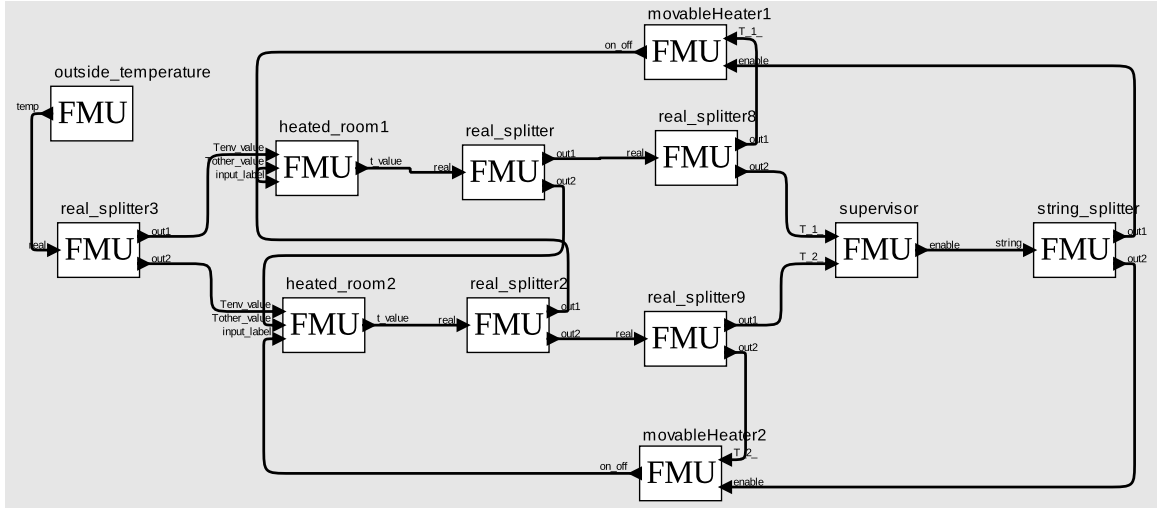 movableHeater1
FMU
on_off
T_1_
enable
outside_temperature
FMU
temp
heated_room1
FMU
Tenv_value
Tother_value
input_label
t_value
real_splitter
FMU
real
out1
out2
real_splitter8
FMU
real
out1
out2
real_splitter3
FMU
real
out1
out2
supervisor
FMU
T_1_
T_2_
enable
string_splitter
FMU
string
out1
out2
heated_room2
FMU
Tenv_value
Tother_value
input_label
t_value
real_splitter2
FMU
real
out1
out2
real_splitter9
FMU
real
out1
out2
movableHeater2
FMU
on_off
T_2_
enable